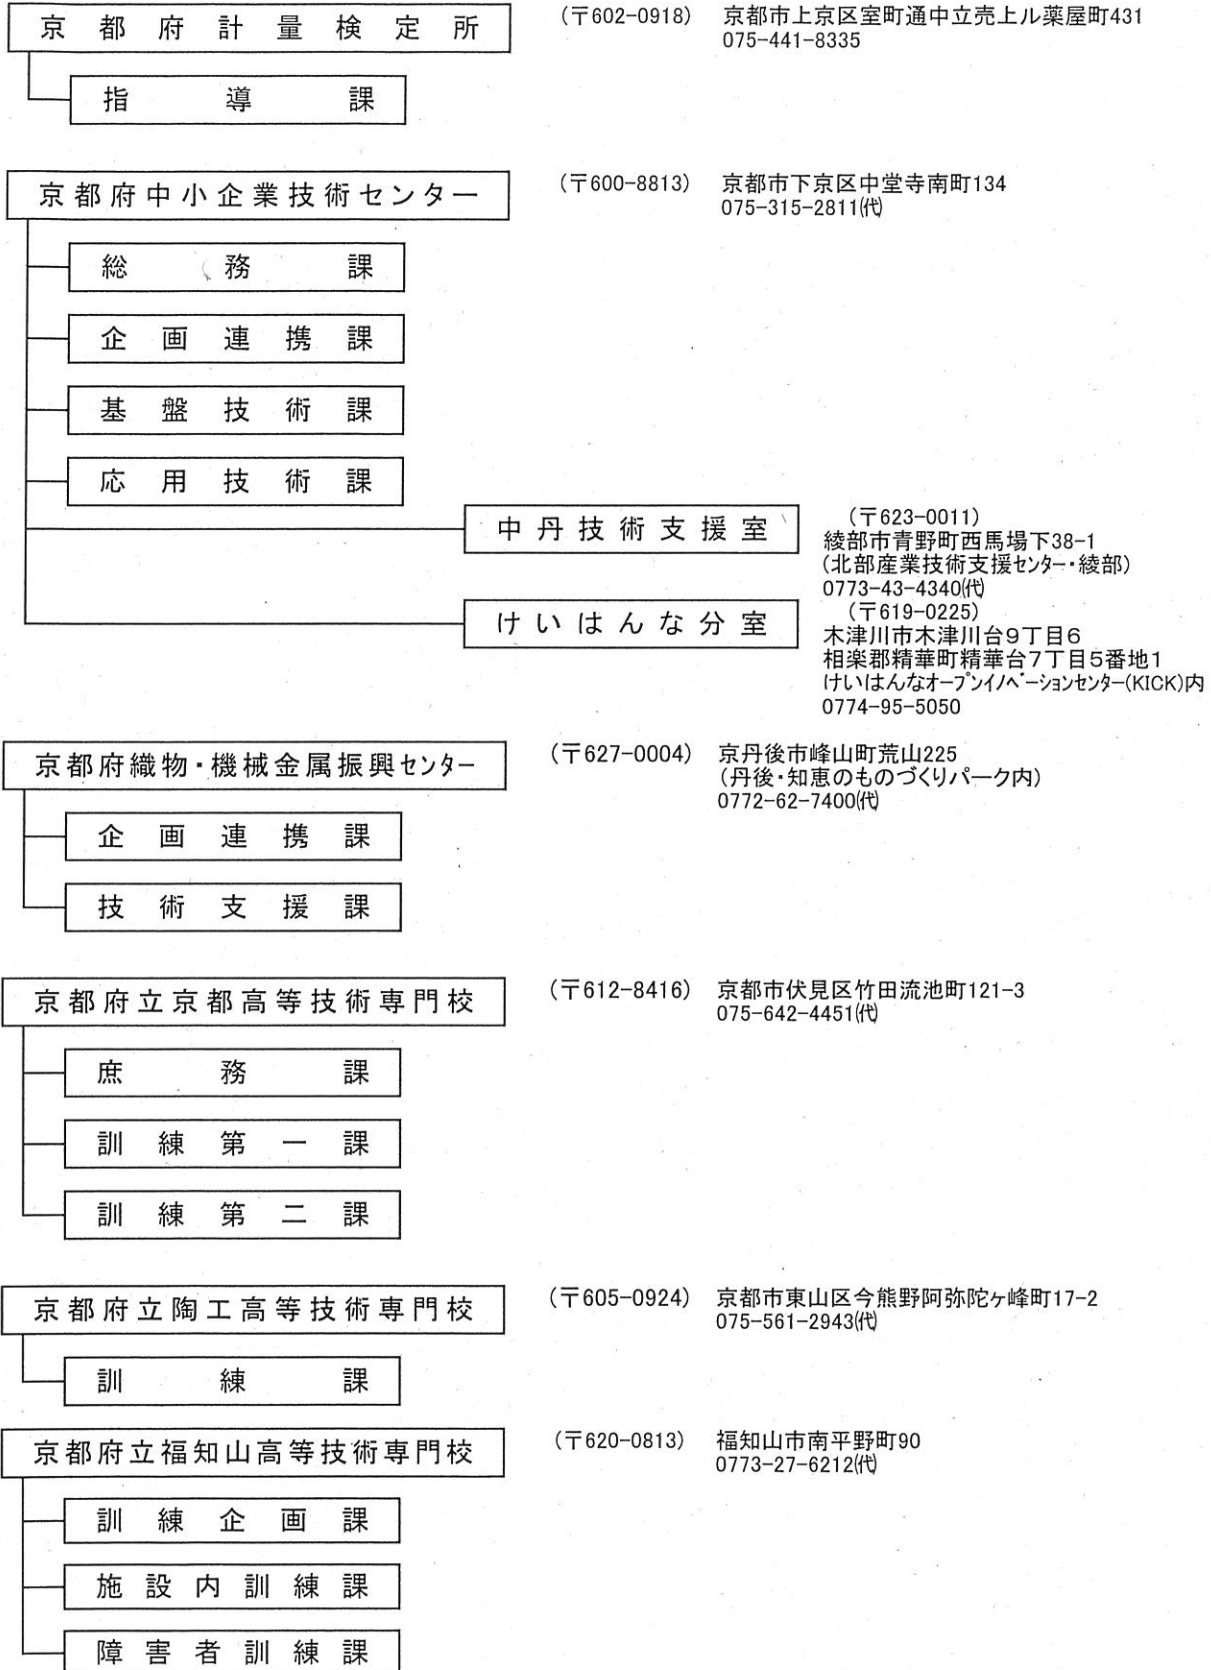 京都府計量検定所
(〒602-0918) 京都市上京区室町通中立売上ル薬屋町431
075-441-8335
指導課
京都府中小企業技術センター
(〒600-8813) 京都市下京区中堂寺南町134
075-315-2811(代)
総務課
企画連携課
基盤技術課
応用技術課
中丹技術支援室
(〒623-0011)
綾部市青野町西馬場下38-1
(北部産業技術支援センター・綾部)
0773-43-4340(代)
けいはんな分室
(〒619-0225)
木津川市木津川台9丁目6
相楽郡精華町精華台7丁目5番地1
けいはんなオープンイノベーションセンター(KICK)内
0774-95-5050
京都府織物・機械金属振興センター
(〒627-0004) 京丹後市峰山町荒山225
(丹後・知恵のものづくりパーク内)
0772-62-7400(代)
企画連携課
技術支援課
京都府立京都高等技術専門校
(〒612-8416) 京都市伏見区竹田流池町121-3
075-642-4451(代)
庶務課
訓練第一課
訓練第二課
京都府立陶工高等技術専門校
(〒605-0924) 京都市東山区今熊野阿弥陀ヶ峰町17-2
075-561-2943(代)
訓練課
京都府立福知山高等技術専門校
(〒620-0813) 福知山市南平野町90
0773-27-6212(代)
訓練企画課
施設内訓練課
障害者訓練課